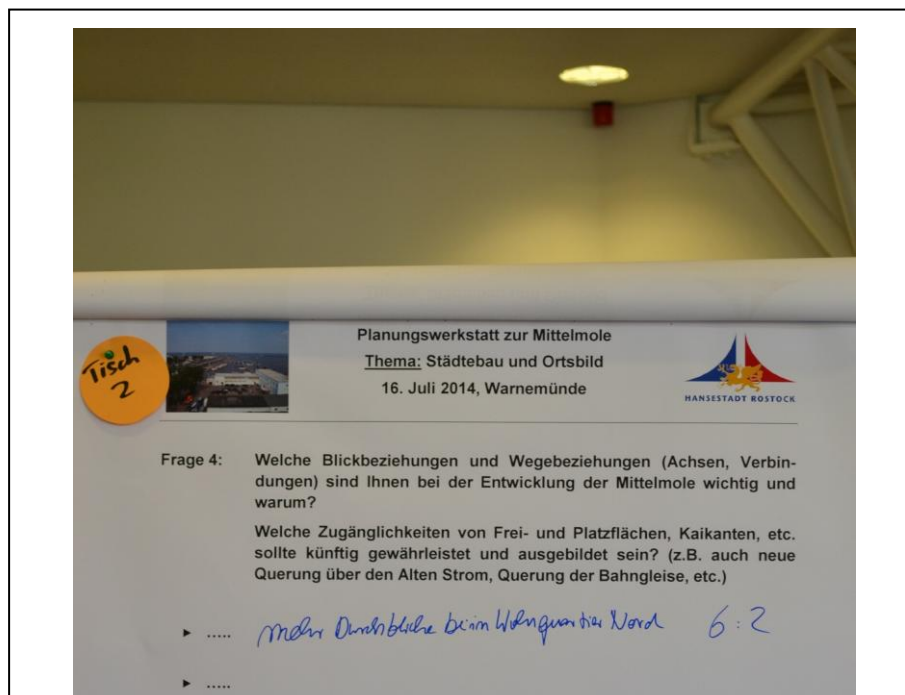 Tisch
2
Planungswerkstatt zur Mittelmole
Thema: Städtebau und Ortsbild
16. Juli 2014, Warnemünde
HANSESTADT ROSTOCK
Frage 4: Welche Blickbeziehungen und Wegebeziehungen (Achsen, Verbin-
dungen) sind Ihnen bei der Entwicklung der Mittelmole wichtig und
warum?
Welche Zugänglichkeiten von Frei- und Platzflächen, Kaikanten, etc.
sollte künftig gewährleistet und ausgebildet sein? (z.B. auch neue
Querung über den Alten Strom, Querung der Bahngleise, etc.)
► ..... mehr Durchblicke beim Wohnquartier Nord 6:2
► .....